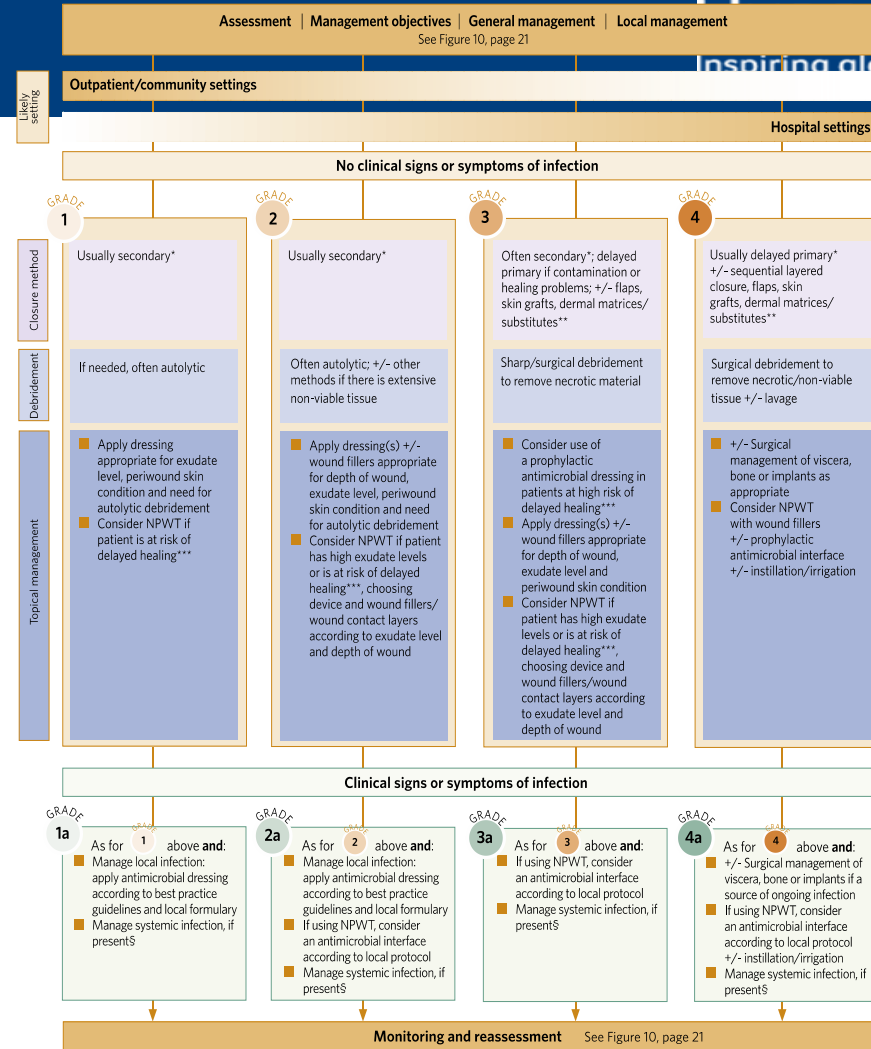 Assessment | Management objectives | General management | Local management
See Figure 10, page 21
Inspiring
Likely
setting
Outpatient/community settings
Hospital settings
No clinical signs or symptoms of infection
GRADE
1
GRADE
2
GRADE
3
GRADE
4
Closure method
Usually secondary*
Usually secondary*
Often secondary*; delayed
primary if contamination or
healing problems; +/– flaps,
skin grafts, dermal matrices/
substitutes**
Usually delayed primary*
+/– sequential layered
closure, flaps, skin
grafts, dermal matrices/
substitutes**
Debridement
If needed, often autolytic
Often autolytic; +/– other
methods if there is extensive
non-viable tissue
Sharp/surgical debridement
to remove necrotic material
Surgical debridement to
remove necrotic/non-viable
tissue +/– lavage
Topical management
Apply dressing
appropriate for exudate
level, periwound skin
condition and need for
autolytic debridement
Consider NPWT if
patient is at risk of
delayed healing***
Apply dressing(s) +/–
wound fillers appropriate
for depth of wound,
exudate level, periwound
skin condition and need
for autolytic debridement
Consider NPWT if patient
has high exudate levels
or is at risk of delayed
healing***, choosing
device and wound fillers/
wound contact layers
according to exudate level
and depth of wound
Consider use of
a prophylactic
antimicrobial dressing in
patients at high risk of
delayed healing***
Apply dressing(s) +/–
wound fillers appropriate
for depth of wound,
exudate level and
periwound skin condition
Consider NPWT if
patient has high exudate
levels or is at risk of
delayed healing***,
choosing device and
wound fillers/wound
contact layers according
to exudate level and
depth of wound
+/– Surgical
management of viscera,
bone or implants as
appropriate
Consider NPWT
with wound fillers
+/– prophylactic
antimicrobial interface
+/– instillation/irrigation
Clinical signs or symptoms of infection
GRADE
1a
As for GRADE 1 above and:
Manage local infection:
apply antimicrobial dressing
according to best practice
guidelines and local formulary
Manage systemic infection, if
present§
GRADE
2a
As for GRADE 2 above and:
Manage local infection:
apply antimicrobial dressing
according to best practice
guidelines and local formulary
If using NPWT, consider
an antimicrobial interface
according to local protocol
Manage systemic infection, if
present§
GRADE
3a
As for GRADE 3 above and:
If using NPWT, consider
an antimicrobial interface
according to local protocol
Manage systemic infection, if
present§
GRADE
4a
As for GRADE 4 above and:
+/– Surgical management of
viscera, bone or implants if a
source of ongoing infection
If using NPWT, consider
an antimicrobial interface
according to local protocol
+/– instillation/irrigation
Manage systemic infection, if
present§
Monitoring and reassessment See Figure 10, page 21